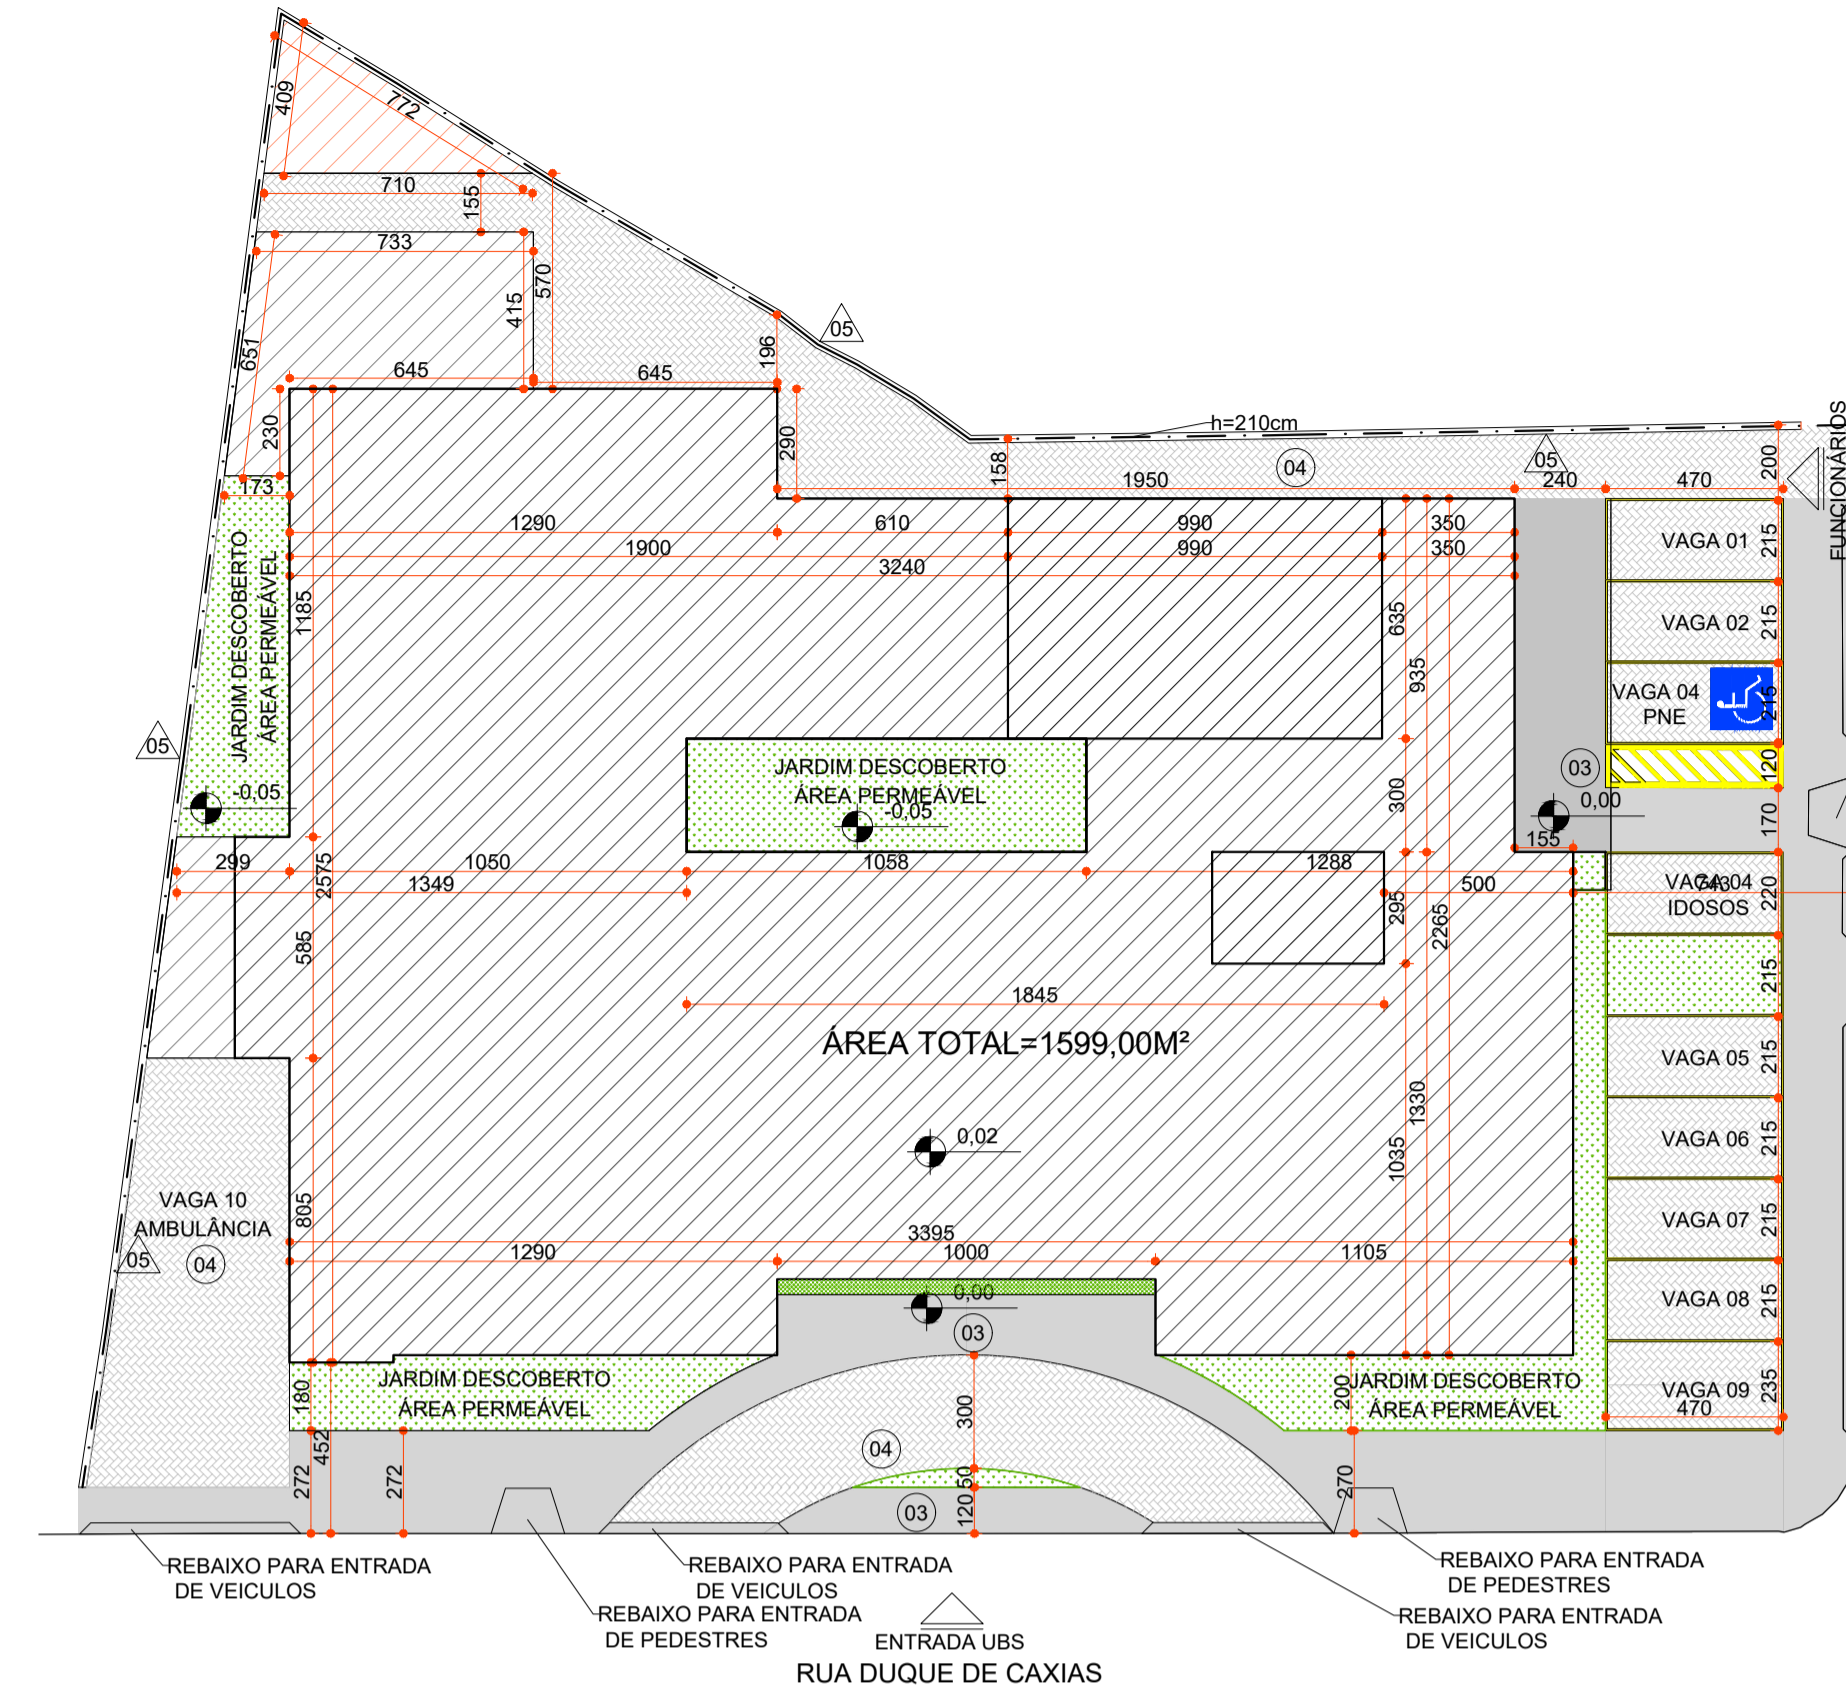 409
772
710
155
733
415
570
651
645
645
196
05
230
173
290
h=210cm
158
04
05
1950
240
470
200
FUNCIONÁRIOS
1290
610
990
350
1900
990
350
3240
JARDIM DESCOBERTO
ÁREA PERMEÁVEL
1185
635
935
VAGA 01
215
VAGA 02
215
VAGA 04
PNE
215
05
-0,05
JARDIM DESCOBERTO
ÁREA PERMEÁVEL
-0,05
300
03
0,00
120
170
155
299
1050
1058
1288
1349
500
743
2575
295
2265
VAGA 04
IDOSOS
220
585
215
1845
ÁREA TOTAL=1599,00M²
VAGA 05
215
1330
1035
0,02
VAGA 06
215
VAGA 10
AMBULÂNCIA
05
04
805
3395
1290
1000
1105
VAGA 07
215
0,00
03
VAGA 08
215
180
JARDIM DESCOBERTO
ÁREA PERMEÁVEL
300
200
JARDIM DESCOBERTO
ÁREA PERMEÁVEL
VAGA 09
235
470
272
452
272
04
50
120
03
270
REBAIXO PARA ENTRADA
DE VEICULOS
REBAIXO PARA ENTRADA
DE VEICULOS
REBAIXO PARA ENTRADA
DE PEDESTRES
REBAIXO PARA ENTRADA
DE PEDESTRES
REBAIXO PARA ENTRADA
DE VEICULOS
ENTRADA UBS
RUA DUQUE DE CAXIAS